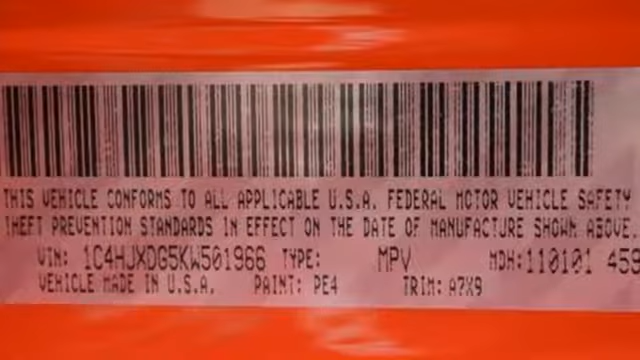 THIS VEHICLE CONFORMS TO ALL APPLICABLE U.S.A. FEDERAL MOTOR VEHICLE SAFETY
THEFT PREVENTION STANDARDS IN EFFECT ON THE DATE OF MANUFACTURE SHOWN ABOVE.
VIN: 1C4HJXDG5KW501966 TYPE: MPV MDH:110101 459
VEHICLE MADE IN U.S.A. PAINT: PE4 TRIM: A7X9